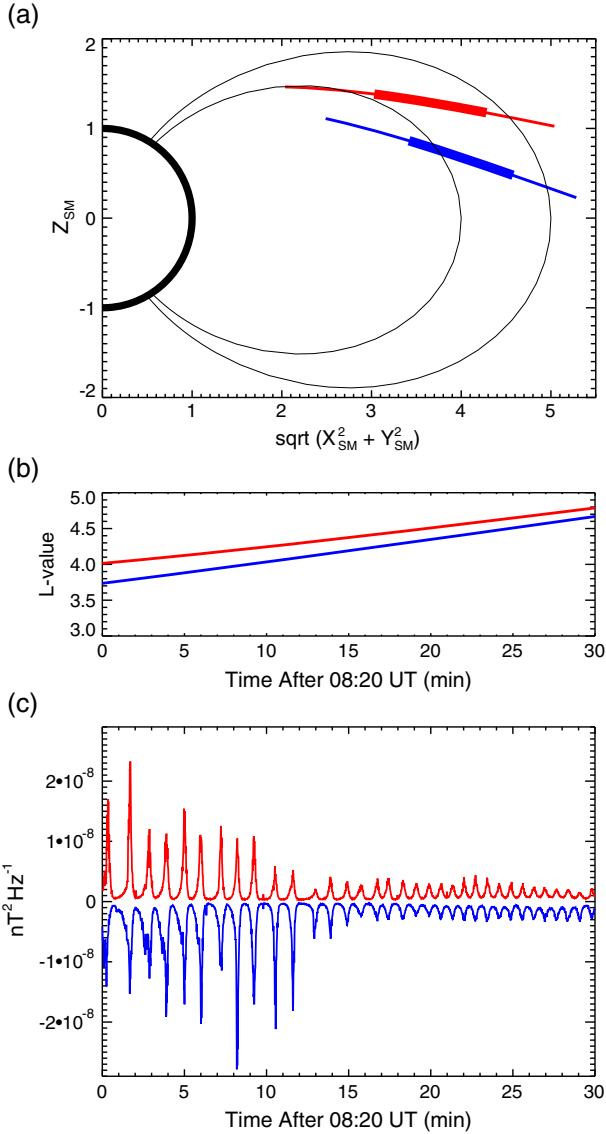 (a)
2
1
0
-1
-2
Z_SM
0 1 2 3 4 5
sqrt (X²_SM + Y²_SM)
(b)
5.0
4.5
4.0
3.5
3.0
L-value
0 5 10 15 20 25 30
Time After 08:20 UT (min)
(c)
2•10⁻⁸
1•10⁻⁸
0
-1•10⁻⁸
-2•10⁻⁸
nT² Hz⁻¹
0 5 10 15 20 25 30
Time After 08:20 UT (min)